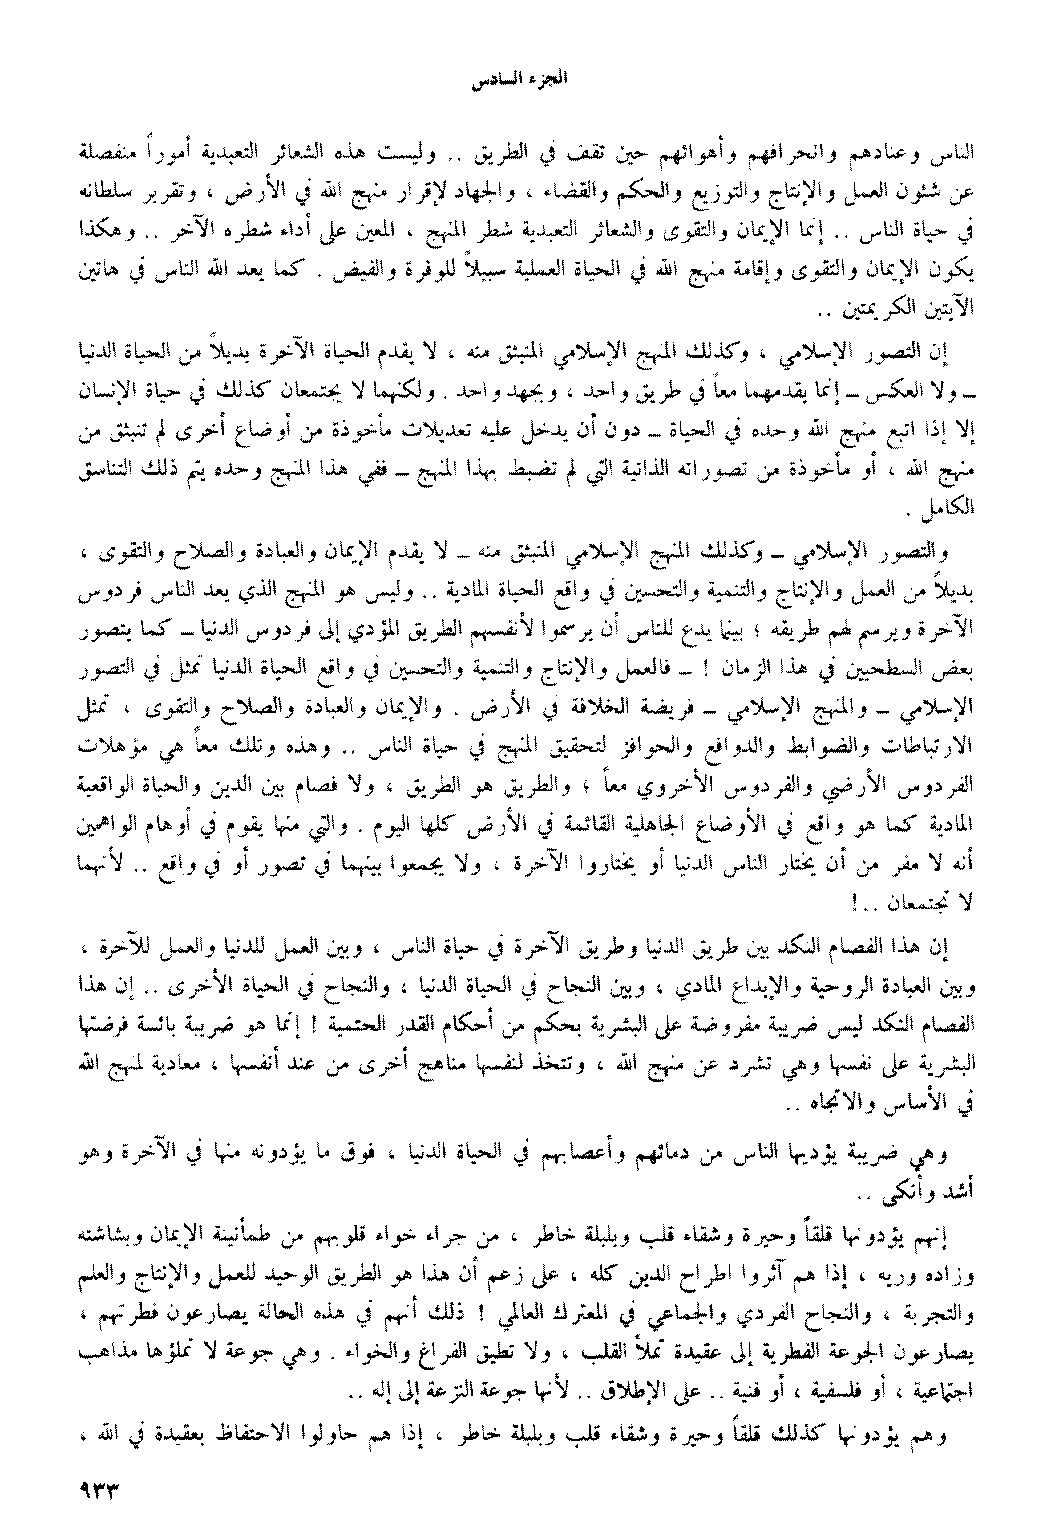 الجزء السادس
الناس وعنادهم وانحرافهم وأهوائهم حين تقف في الطريق .. وليست هذه الشعائر التعبدية أموراً منفصلة
عن شئون العمل والإنتاج والتوزيع والحكم والقضاء ، والجهاد لإقرار منهج الله في الأرض ، وتقرير سلطانه
في حياة الناس .. إنما الإيمان والتقوى والشعائر التعبدية شطر المنهج ، المعين على أداء شطره الآخر .. وهكذا
يكون الإيمان والتقوى وإقامة منهج الله في الحياة العملية سبيلاً للوفرة والفيض . كما يعد الله الناس في هاتين
الآيتين الكريمتين ..
إن التصور الإسلامي ، وكذلك المنهج الإسلامي المنبثق منه ، لا يقدم الحياة الآخرة بديلاً من الحياة الدنيا
ــ ولا العكس ــ إنما يقدمهما معاً في طريق واحد ، وبجهد واحد . ولكنهما لا يجتمعان كذلك في حياة الإنسان
إلا إذا اتبع منهج الله وحده في الحياة ــ دون أن يدخل عليه تعديلات مأخوذة من أوضاع أخرى لم تنبثق من
منهج الله ، أو مأخوذة من تصوراته الذاتية التي لم تضبط بهذا المنهج ــ ففي هذا المنهج وحده يتم ذلك التناسق
الكامل .
والتصور الإسلامي ــ وكذلك المنهج الإسلامي المنبثق منه ــ لا يقدم الإيمان والعبادة والصلاح والتقوى ،
بديلاً من العمل والإنتاج والتنمية والتحسين في واقع الحياة المادية .. وليس هو المنهج الذي يعد الناس فردوس
الآخرة ويرسم لهم طريقه ؛ بينما يدع للناس أن يرسموا لأنفسهم الطريق المؤدي إلى فردوس الدنيا ــ كما يتصور
بعض السطحيين في هذا الزمان ! ــ فالعمل والإنتاج والتنمية والتحسين في واقع الحياة الدنيا تمثل في التصور
الإسلامي ــ والمنهج الإسلامي ــ فريضة الخلافة في الأرض . والإيمان والعبادة والصلاح والتقوى ، تمثل
الارتباطات والضوابط والدوافع والحوافز لتحقيق المنهج في حياة الناس .. وهذه وتلك معاً هي مؤهلات
الفردوس الأرضي والفردوس الأخروي معاً ؛ والطريق هو الطريق ، ولا فصام بين الدين والحياة الواقعية
المادية كما هو واقع في الأوضاع الجاهلية القائمة في الأرض كلها اليوم . والتي منها يقوم في أوهام الواهمين
أنه لا مفر من أن يختار الناس الدنيا أو يختاروا الآخرة ، ولا يجمعوا بينهما في تصور أو في واقع .. لأنهما
لا تجتمعان ..!
إن هذا الفصام النكد بين طريق الدنيا وطريق الآخرة في حياة الناس ، وبين العمل للدنيا والعمل للآخرة ،
وبين العبادة الروحية والإبداع المادي ، وبين النجاح في الحياة الدنيا ، والنجاح في الحياة الأخرى .. إن هذا
الفصام النكد ليس ضريبة مفروضة على البشرية بحكم من أحكام القدر الحتمية ! إنما هو ضريبة بائسة فرضتها
البشرية على نفسها وهي تشرد عن منهج الله ، وتتخذ لنفسها مناهج أخرى من عند أنفسها ، معادية لمنهج الله
في الأساس والاتجاه ..
وهي ضريبة يؤديها الناس من دمائهم وأعصابهم في الحياة الدنيا ، فوق ما يؤدونه منها في الآخرة وهو
أشد وأنكى ..
إنهم يؤدونها قلقاً وحيرة وشقاء قلب وبلبلة خاطر ، من جراء خواء قلوبهم من طمأنينة الإيمان وبشاشته
وزاده وريه ، إذا هم آثروا اطراح الدين كله ، على زعم أن هذا هو الطريق الوحيد للعمل والإنتاج والعلم
والتجربة ، والنجاح الفردي والجماعي في المعترك العالمي ! ذلك أنهم في هذه الحالة يصارعون فطرتهم ،
يصارعون الجوعة الفطرية إلى عقيدة تملأ القلب ، ولا تطيق الفراغ والخواء . وهي جوعة لا تملؤها مذاهب
اجتماعية ، أو فلسفية ، أو فنية .. على الإطلاق .. لأنها جوعة النزعة إلى إله ..
وهم يؤدونها كذلك قلقاً وحيرة وشقاء قلب وبلبلة خاطر ، إذا هم حاولوا الاحتفاظ بعقيدة في الله ،
٩٣٣